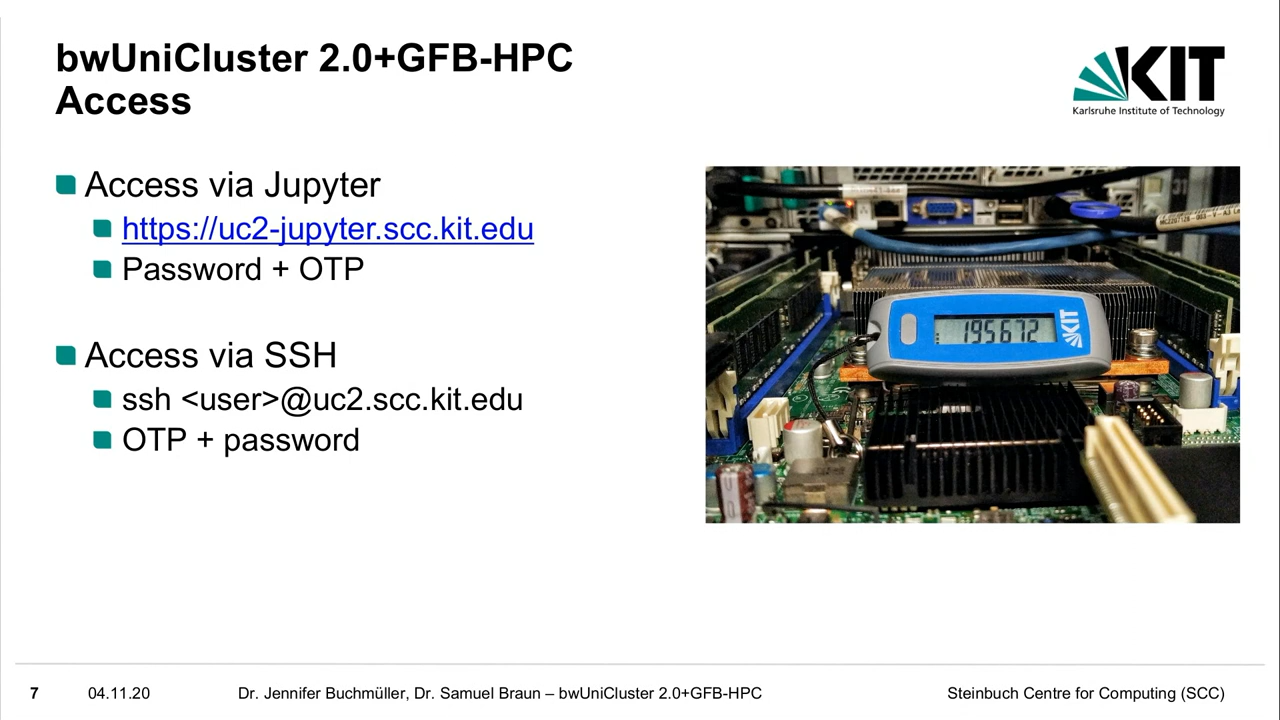 bwUniCluster 2.0+GFB-HPC
Access
KIT
Karlsruhe Institute of Technology
Access via Jupyter
https://uc2-jupyter.scc.kit.edu
Password + OTP
Access via SSH
ssh <user>@uc2.scc.kit.edu
OTP + password
195672
KIT
7 04.11.20 Dr. Jennifer Buchmüller, Dr. Samuel Braun – bwUniCluster 2.0+GFB-HPC Steinbuch Centre for Computing (SCC)